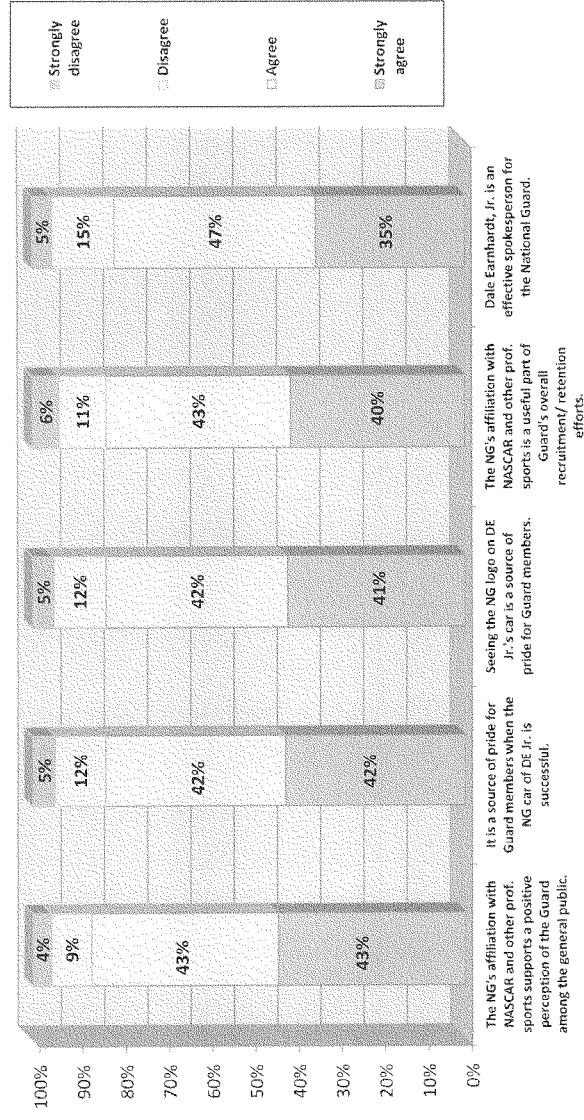 Strongly
disagree
Disagree
Agree
Strongly
agree
100%
90%
80%
70%
60%
50%
40%
30%
20%
10%
0%
4%
9%
43%
43%
5%
12%
42%
42%
5%
12%
42%
41%
6%
11%
43%
40%
5%
15%
47%
35%
The NG's affiliation with
NASCAR and other prof.
sports supports a positive
perception of the Guard
among the general public.
It is a source of pride for
Guard members when the
NG car of DE Jr. is
successful.
Seeing the NG logo on DE
Jr.'s car is a source of
pride for Guard members.
The NG's affiliation with
NASCAR and other prof.
sports is a useful part of
Guard's overall
recruitment/ retention
efforts.
Dale Earnhardt, Jr. is an
effective spokesperson for
the National Guard.